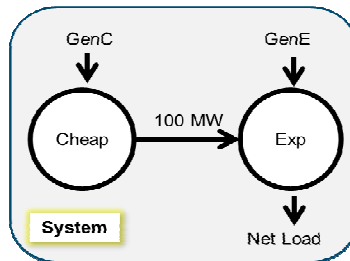 GenC
GenE
100 MW
Cheap
Exp
System
Net Load